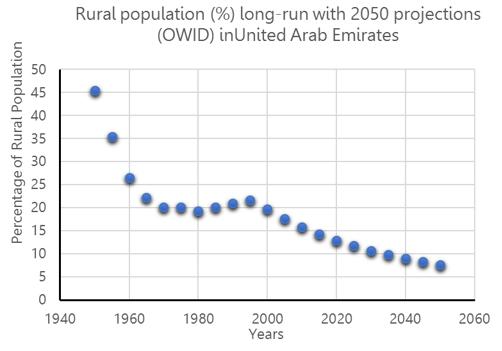 Rural population (%) long-run with 2050 projections
(OWID) inUnited Arab Emirates
Percentage of Rural Population
50
45
40
35
30
25
20
15
10
5
0
1940 1960 1980 2000 2020 2040 2060
Years